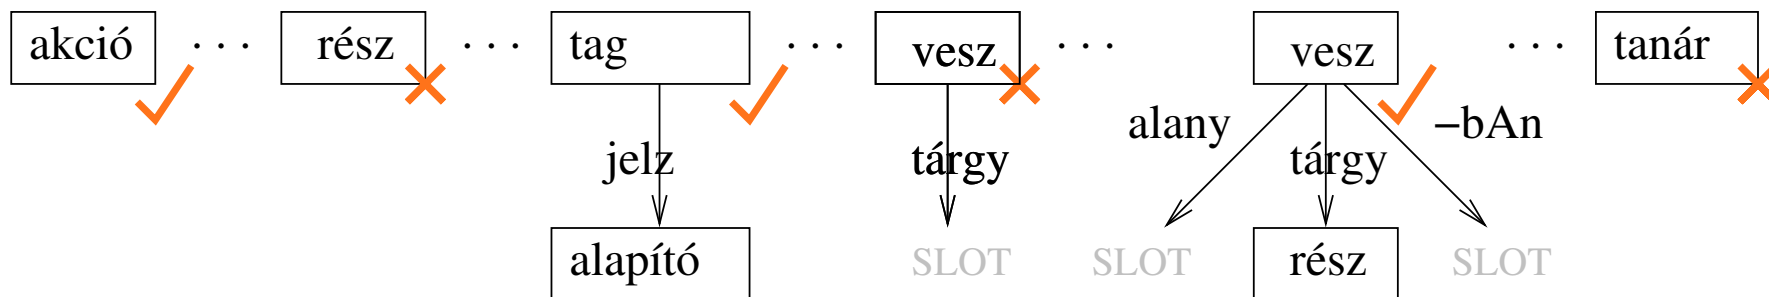 akció · · · rész · · · tag · · · vesz · · · vesz · · · tanár
alany –bAn
jelz tárgy tárgy
alapító SLOT SLOT rész SLOT